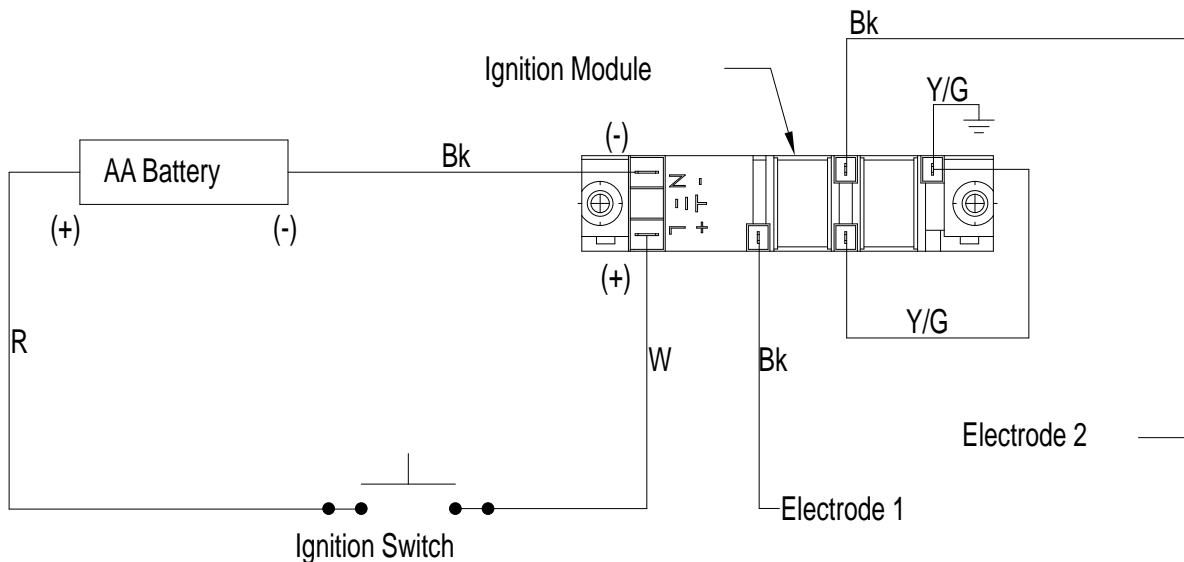 Bk
Ignition Module
Y/G
(-)
AA Battery
Bk
N -
T
L +
(+)
(-)
(+)
Y/G
R
W
Bk
Electrode 2
Electrode 1
Ignition Switch